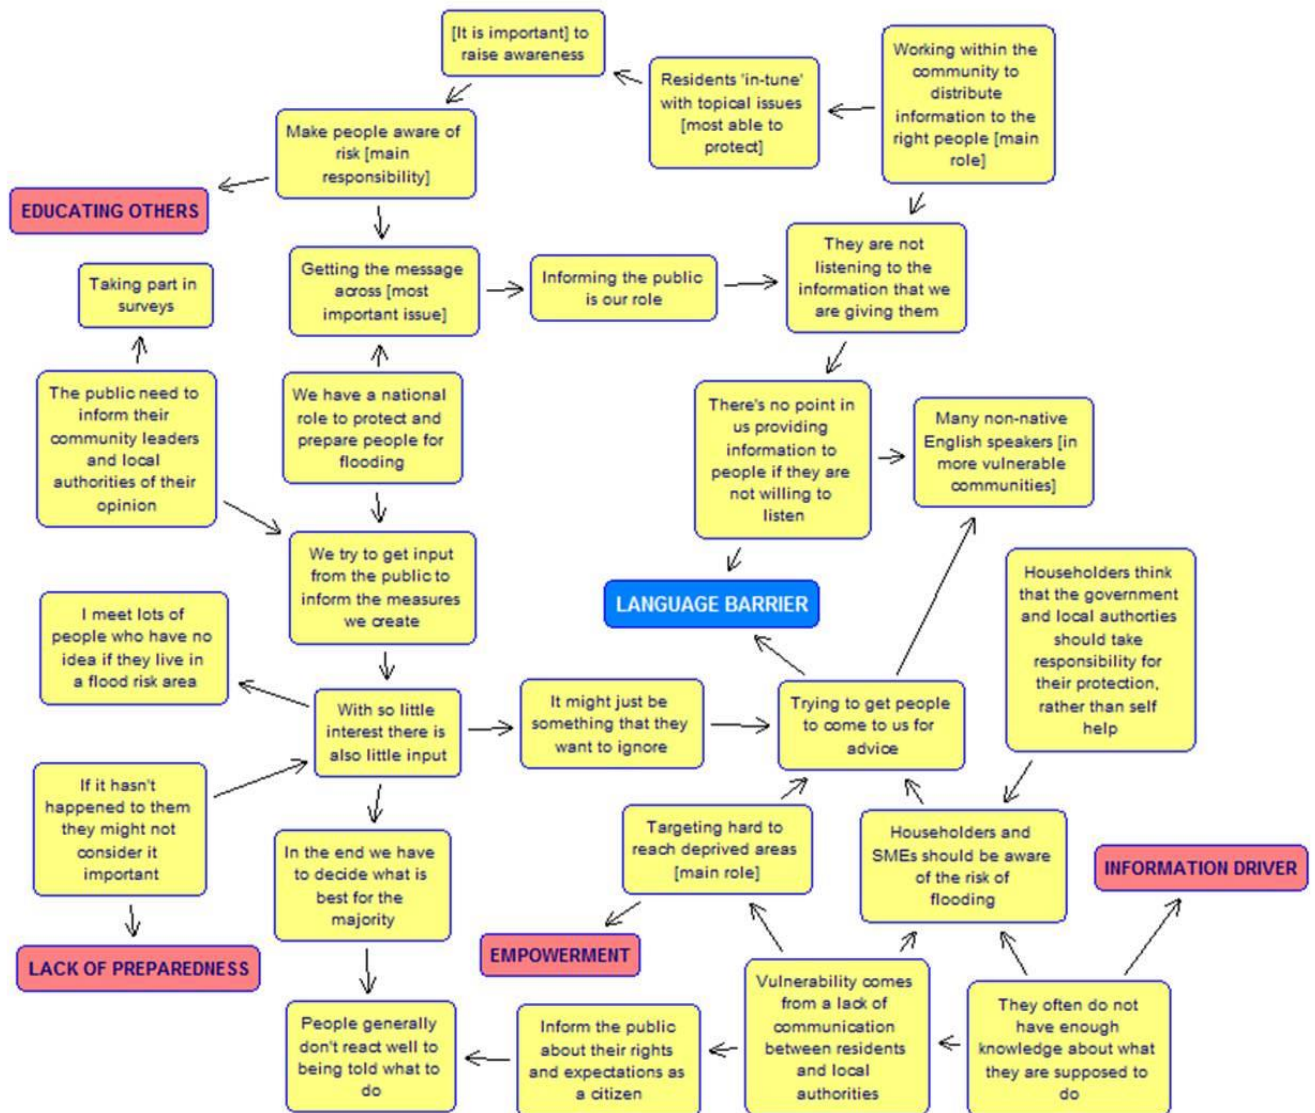 [It is important] to
raise awareness
Residents 'in-tune'
with topical issues
[most able to
protect]
Working within the
community to
distribute
information to the
right people [main
role]
Make people aware of
risk [main
responsibility]
EDUCATING OTHERS
Taking part in
surveys
Getting the message
across [most
important issue]
Informing the public
is our role
They are not
listening to the
information that we
are giving them
The public need to
inform their
community leaders
and local
authorities of their
opinion
We have a national
role to protect and
prepare people for
flooding
There's no point in
us providing
information to
people if they are
not willing to
listen
Many non-native
English speakers [in
more vulnerable
communities]
We try to get input
from the public to
inform the measures
we create
LANGUAGE BARRIER
Householders think
that the government
and local authorties
should take
responsibility for
their protection,
rather than self
help
I meet lots of
people who have no
idea if they live in
a flood risk area
With so little
interest there is
also little input
It might just be
something that they
want to ignore
Trying to get people
to come to us for
advice
If it hasn't
happened to them
they might not
consider it
important
In the end we have
to decide what is
best for the
majority
Targeting hard to
reach deprived areas
[main role]
Householders and
SMEs should be aware
of the risk of
flooding
INFORMATION DRIVER
LACK OF PREPAREDNESS
EMPOWERMENT
People generally
don't react well to
being told what to
do
Inform the public
about their rights
and expectations as
a citizen
Vulnerability comes
from a lack of
communication
between residents
and local
authorities
They often do not
have enough
knowledge about what
they are supposed to
do